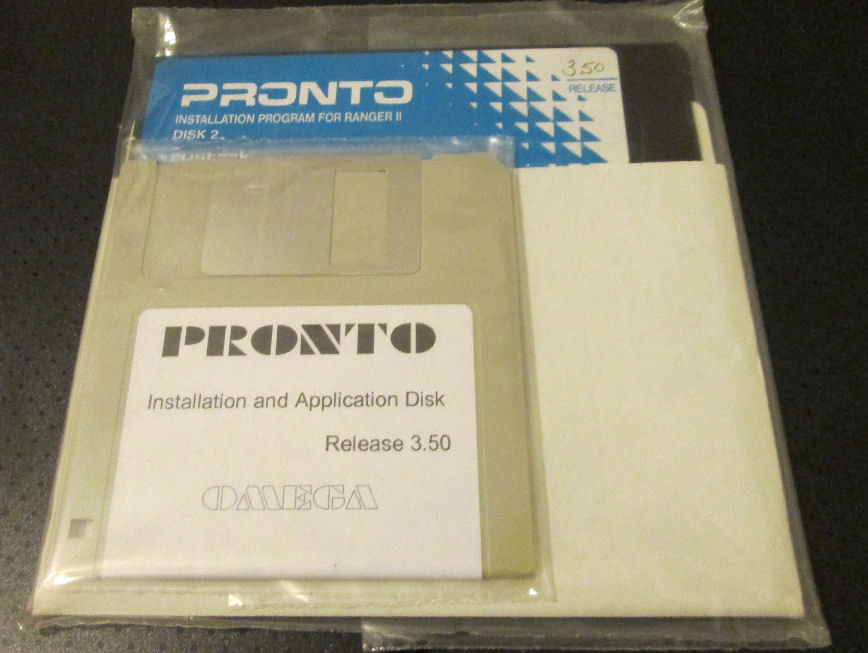 PRONTO
3.50
RELEASE
INSTALLATION PROGRAM FOR RANGER II
DISK 2
PRONTO
Installation and Application Disk
Release 3.50
OMEGA